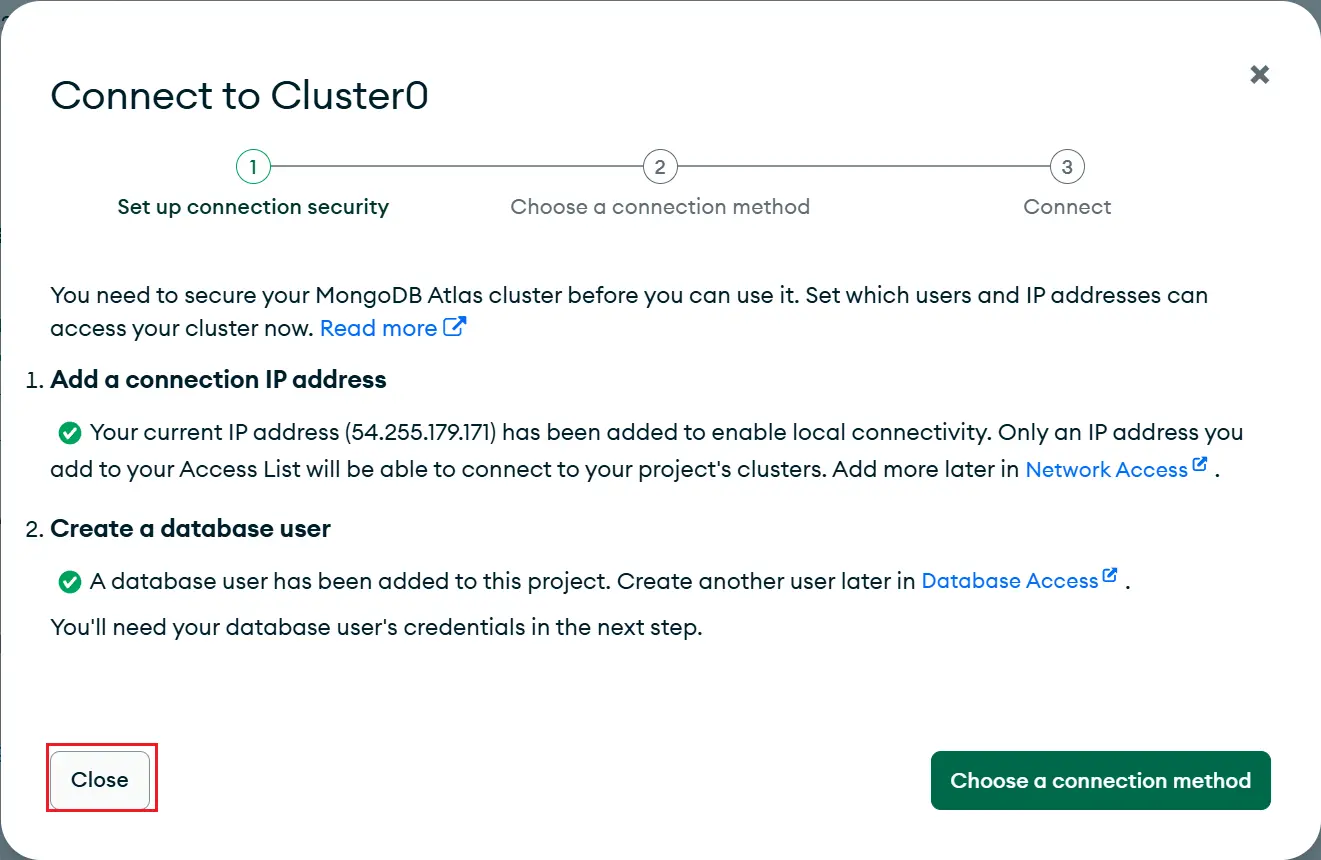 Connect to Cluster0
1
2
3
Set up connection security
Choose a connection method
Connect
You need to secure your MongoDB Atlas cluster before you can use it. Set which users and IP addresses can
access your cluster now. Read more
1. Add a connection IP address
Your current IP address (54.255.179.171) has been added to enable local connectivity. Only an IP address you
add to your Access List will be able to connect to your project's clusters. Add more later in Network Access .
2. Create a database user
A database user has been added to this project. Create another user later in Database Access .
You'll need your database user's credentials in the next step.
Close
Choose a connection method